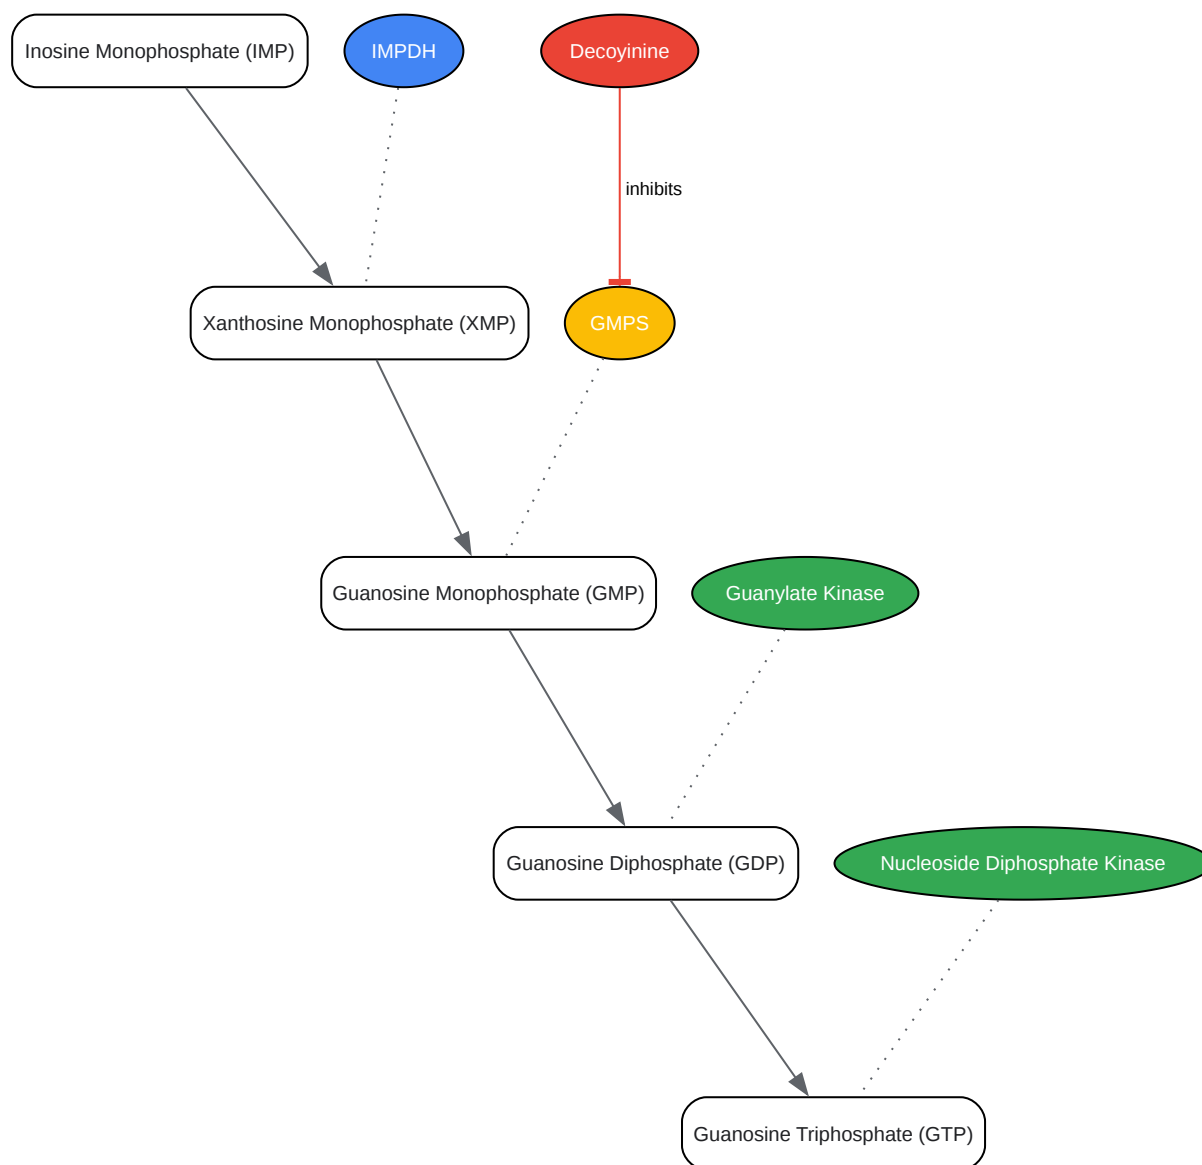 Inosine Monophosphate (IMP)
IMPDH
Decoyinine
inhibits
Xanthosine Monophosphate (XMP)
GMPS
Guanosine Monophosphate (GMP)
Guanylate Kinase
Guanosine Diphosphate (GDP)
Nucleoside Diphosphate Kinase
Guanosine Triphosphate (GTP)